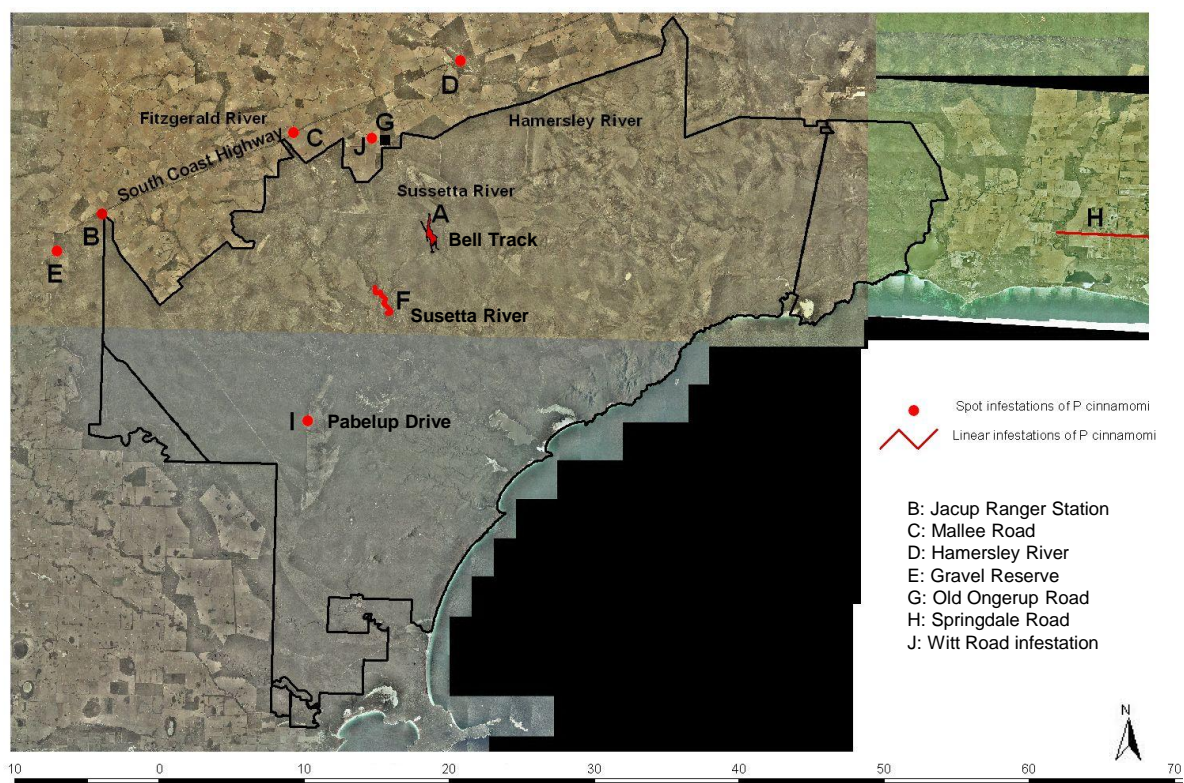 D
G
Fitzgerald River
C
J
Hamersley River
South Coast Highway
Sussetta River
A
H
B
Bell Track
E
F
Susetta River
I
Pabelup Drive
Spot infestations of P cinnamomi
Linear infestations of P cinnamomi
B: Jacup Ranger Station
C: Mallee Road
D: Hamersley River
E: Gravel Reserve
G: Old Ongerup Road
H: Springdale Road
J: Witt Road infestation
N
10 0 10 20 30 40 50 60 70